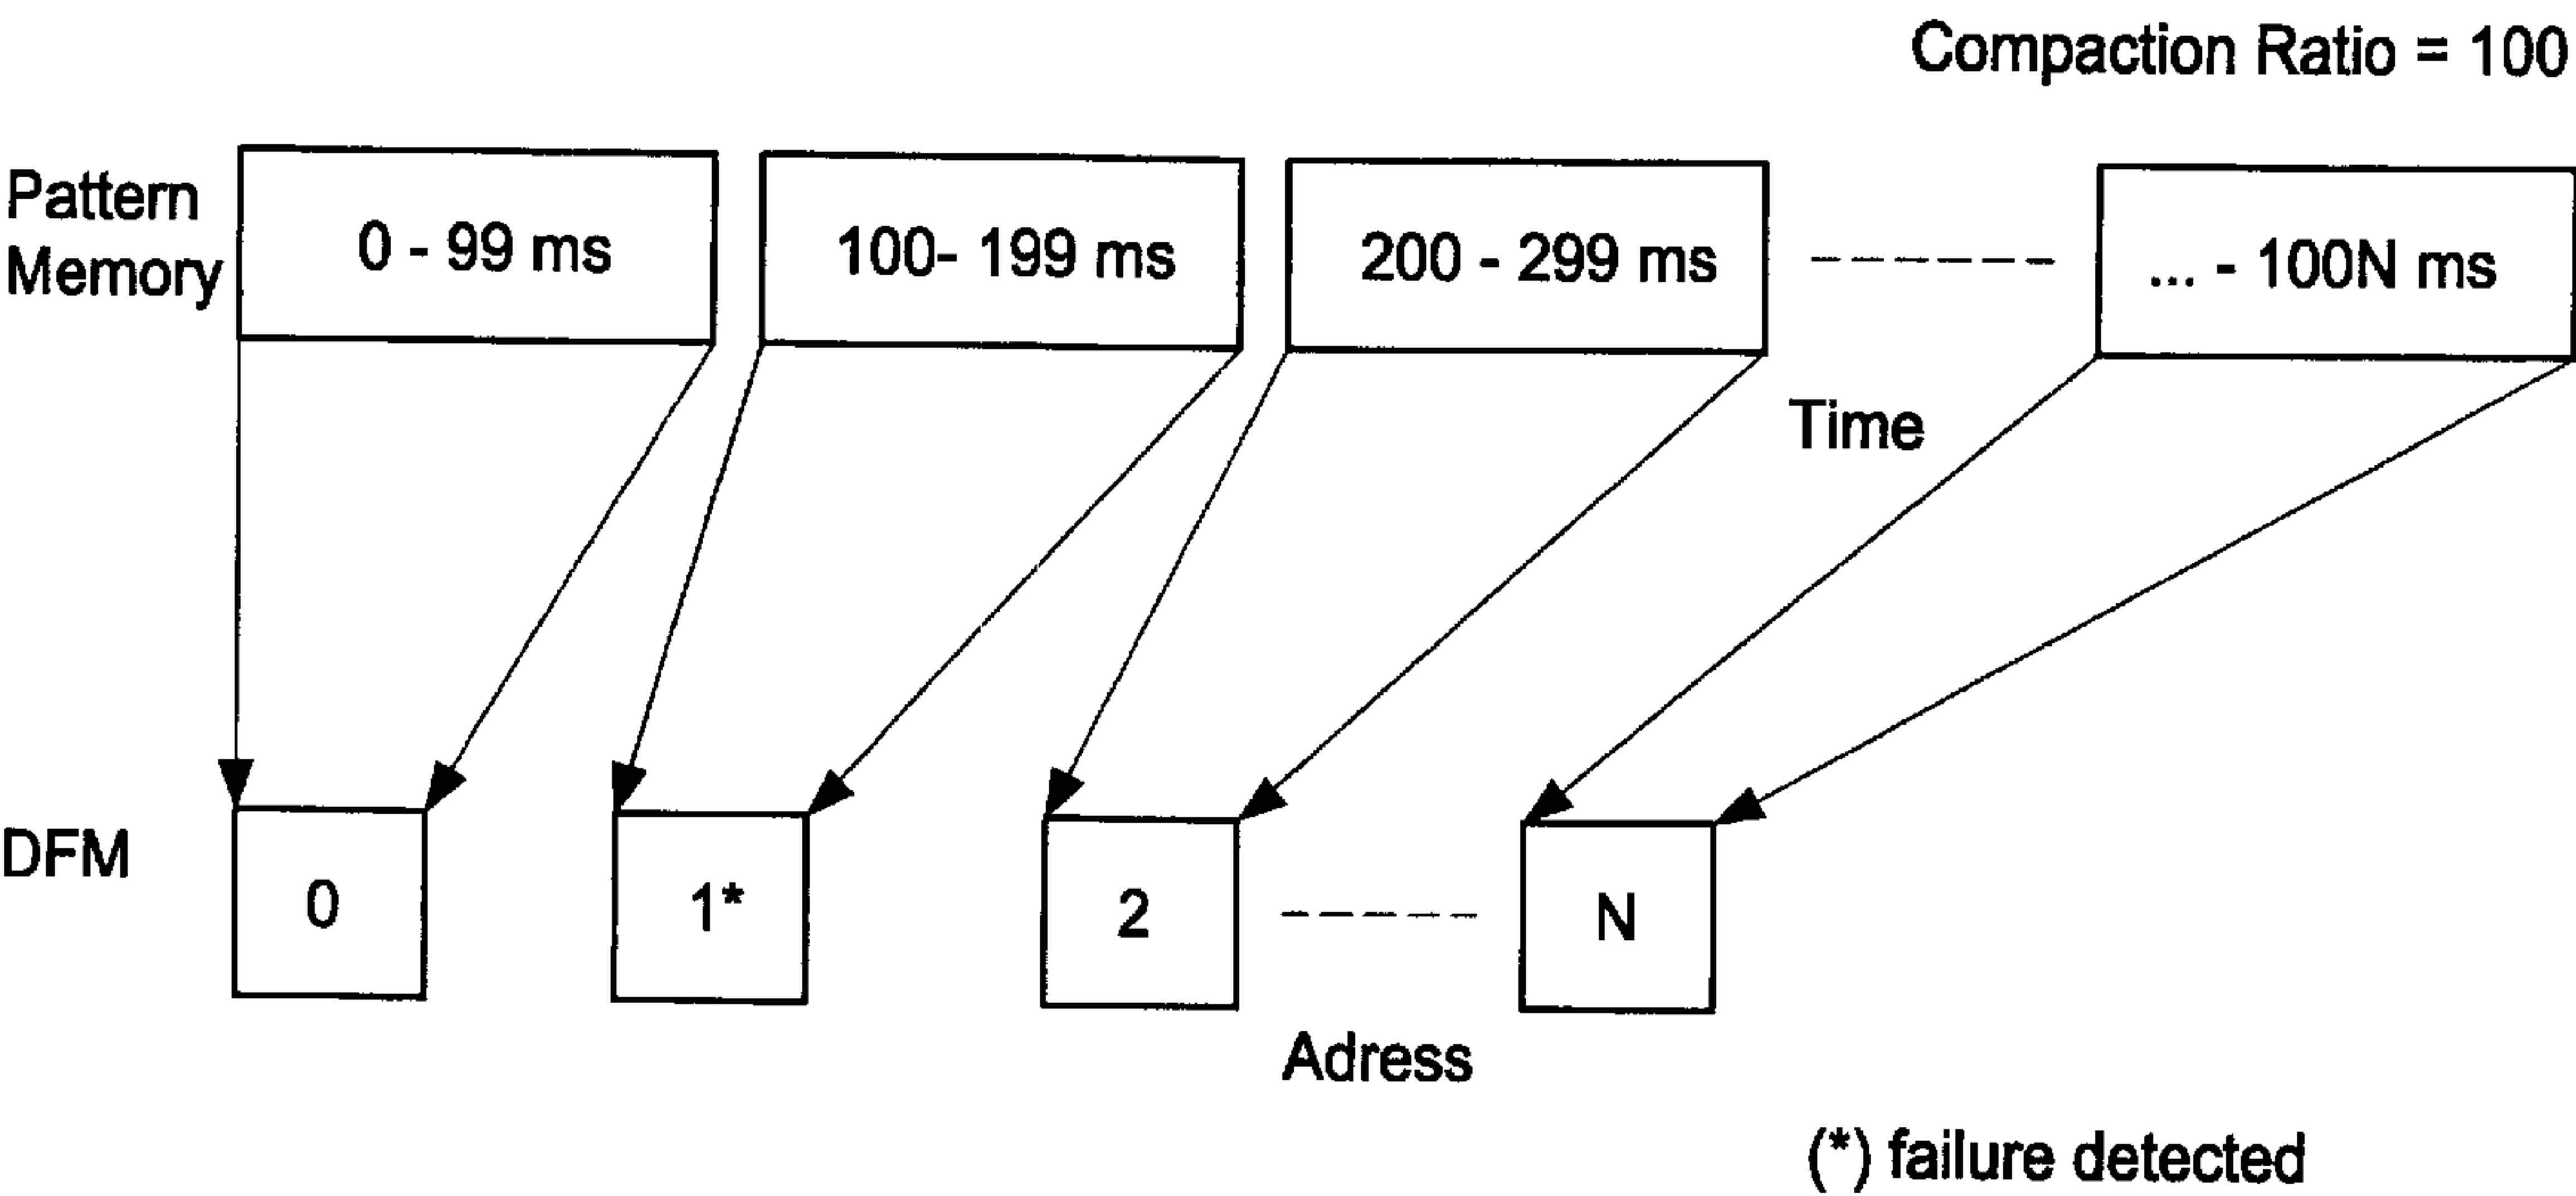 Compaction Ratio = 100
Pattern
Memory
0 - 99 ms
100- 199 ms
200 - 299 ms
... - 100N ms
Time
DFM
0
1*
2
N
Adress
(*) failure detected